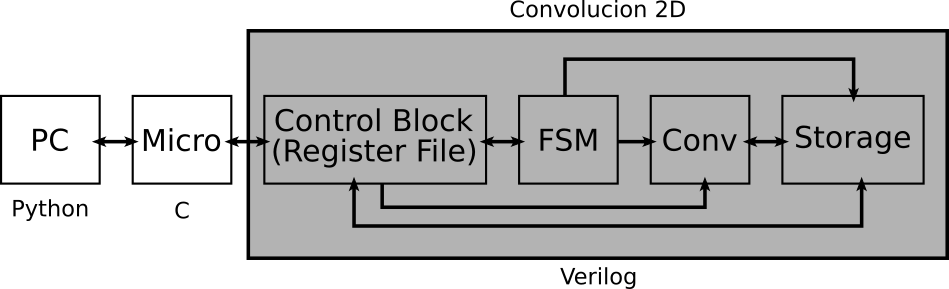 Convolucion 2D
PC
Micro
Control Block
(Register File)
FSM
Conv
Storage
Python
C
Verilog